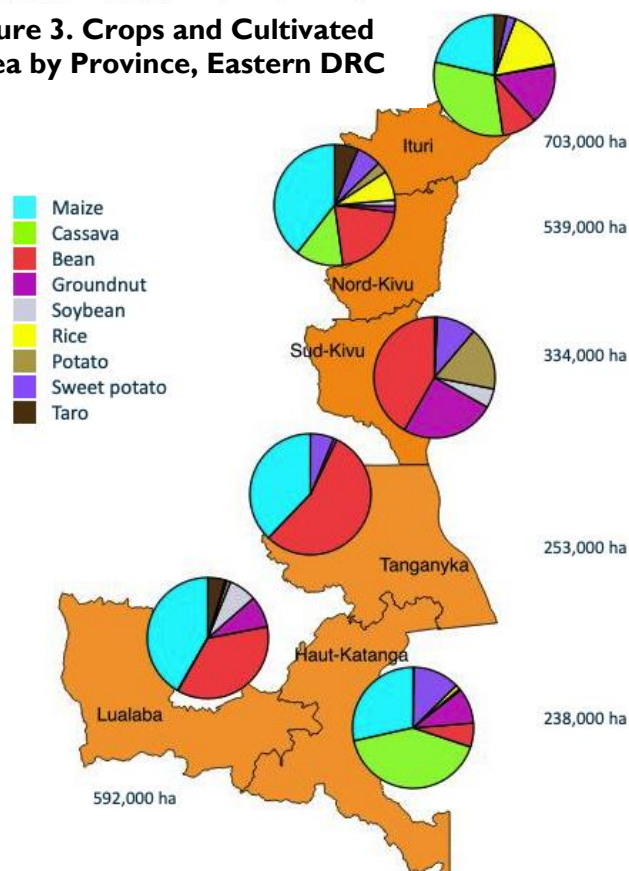 ure 3. Crops and Cultivated
ea by Province, Eastern DRC
Ituri
703,000 ha
Maize
Cassava
Bean
Groundnut
Soybean
Rice
Potato
Sweet potato
Taro
539,000 ha
Nord-Kivu
Sud-Kivu
334,000 ha
Tanganyka
253,000 ha
Haut-Katanga
Lualaba
238,000 ha
592,000 ha